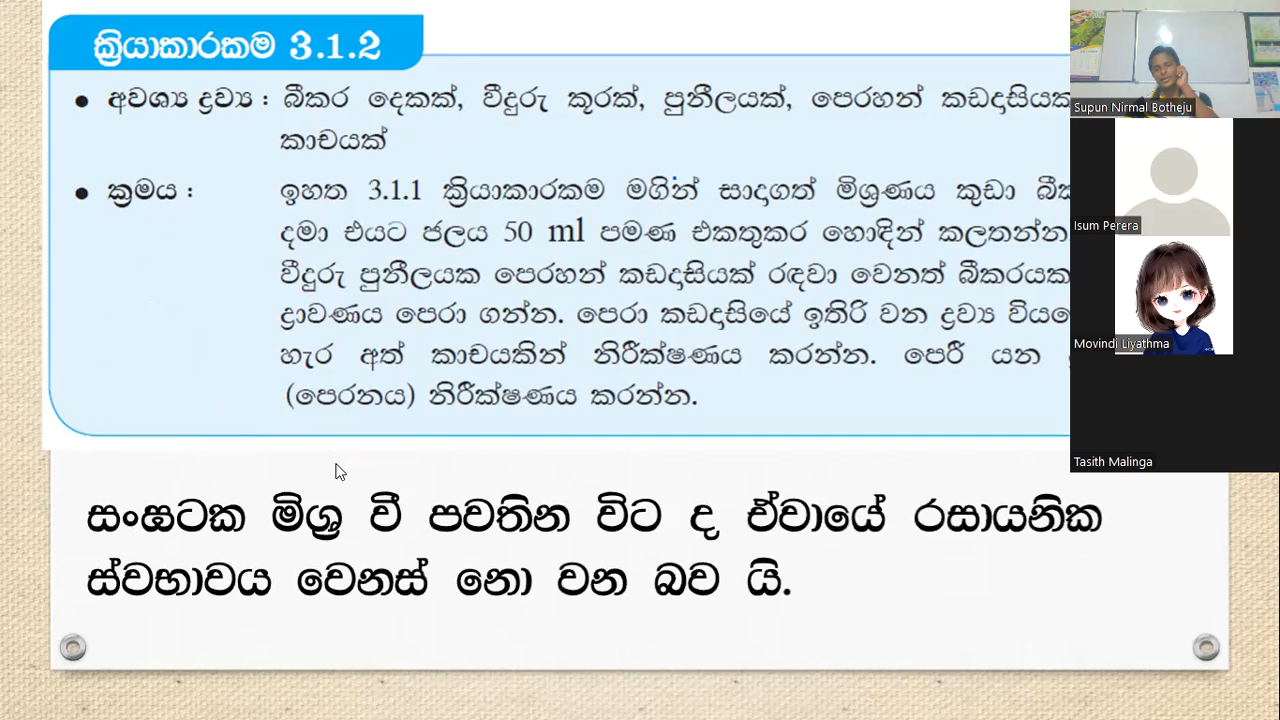 ක්‍රියාකාරකම 3.1.2
● අවශ්‍ය ද්‍රව්‍ය : බීකර දෙකක්, වීදුරු කූරක්, පුනීලයක්, පෙරහන් කඩදාසියක්
කාචයක්
● ක්‍රමය : ඉහත 3.1.1 ක්‍රියාකාරකම මගින් සාදාගත් මිශ්‍රණය කුඩා
දමා එයට ජලය 50 ml පමණ එකතුකර හොඳින් කලතන්න.
වීදුරු පුනීලයක පෙරහන් කඩදාසියක් රඳවා වෙනත් බීකරයක
ද්‍රාවණය පෙරා ගන්න. පෙරා කඩදාසියේ ඉතිරි වන ද්‍රව්‍ය
හැර අත් කාචයකින් නිරීක්ෂණය කරන්න. පෙරී යන
(පෙරනය) නිරීක්ෂණය කරන්න.
සංඝටක මිශ්‍ර වී පවතින විට ද ඒවායේ රසායනික
ස්වභාවය වෙනස් නො වන බව යි.
Supun Nirmal Botheju
Isum Perera
Movindi Liyathma
Tasith Malinga